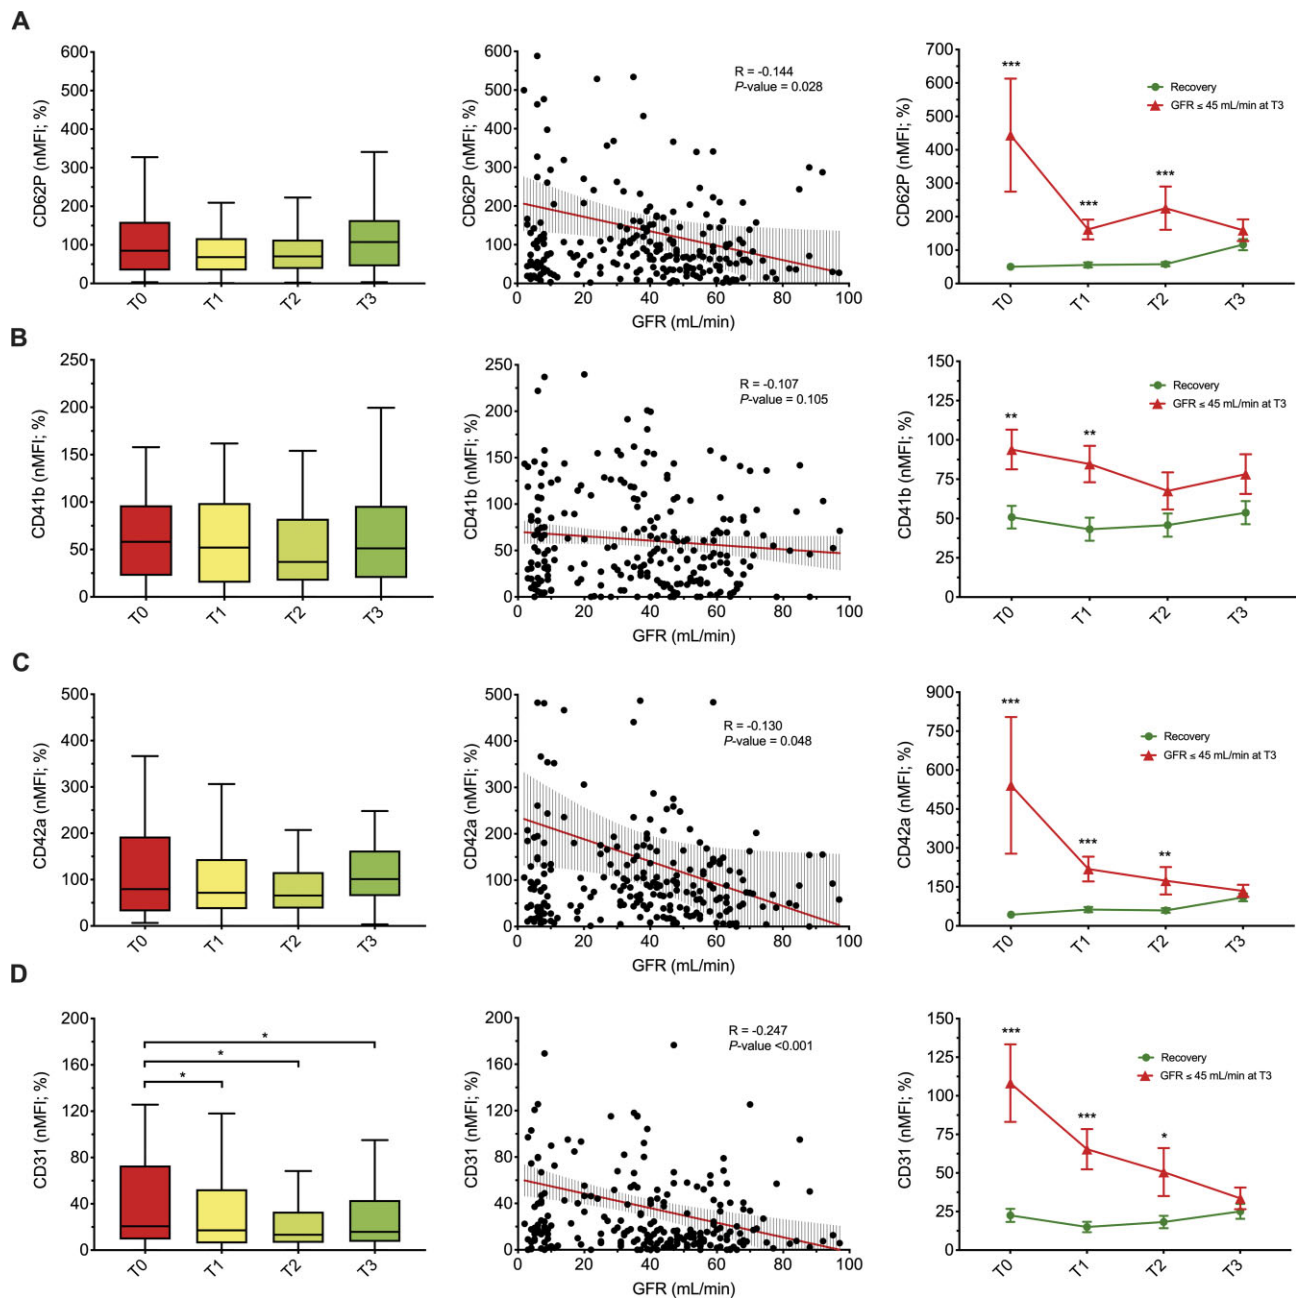 A
CD62P (nMFI; %)
600
500
400
300
200
100
0
T0 T1 T2 T3
CD62P (nMFI; %)
600
500
400
300
200
100
0
R = -0.144
P-value = 0.028
0 20 40 60 80 100
GFR (mL/min)
CD62P (nMFI; %)
700
600
500
400
300
200
100
0
***
***
***
Recovery
GFR ≤ 45 mL/min at T3
T0 T1 T2 T3
B
CD41b (nMFI; %)
250
200
150
100
50
0
T0 T1 T2 T3
CD41b (nMFI; %)
250
200
150
100
50
0
R = -0.107
P-value = 0.105
0 20 40 60 80 100
GFR (mL/min)
CD41b (nMFI; %)
150
125
100
75
50
25
0
**
**
Recovery
GFR ≤ 45 mL/min at T3
T0 T1 T2 T3
C
CD42a (nMFI; %)
500
400
300
200
100
0
T0 T1 T2 T3
CD42a (nMFI; %)
500
400
300
200
100
0
R = -0.130
P-value = 0.048
0 20 40 60 80 100
GFR (mL/min)
CD42a (nMFI; %)
900
750
600
450
300
150
0
***
***
**
Recovery
GFR ≤ 45 mL/min at T3
T0 T1 T2 T3
D
CD31 (nMFI; %)
200
160
120
80
40
0
*
*
*
T0 T1 T2 T3
CD31 (nMFI; %)
200
160
120
80
40
0
R = -0.247
P-value <0.001
0 20 40 60 80 100
GFR (mL/min)
CD31 (nMFI; %)
150
125
100
75
50
25
0
***
***
*
Recovery
GFR ≤ 45 mL/min at T3
T0 T1 T2 T3